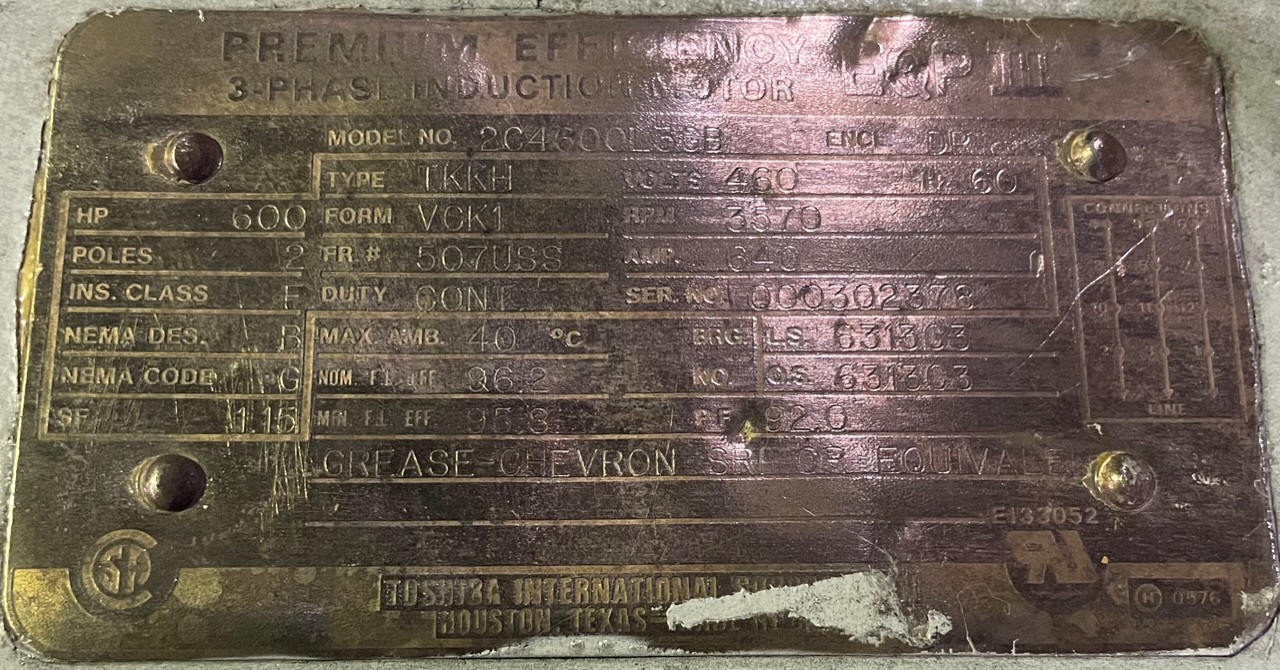 PREMIUM EFFICIENCY EQP III
3-PHASE INDUCTION MOTOR
MODEL NO. ENCL DP
TYPE TKKH VOLTS 460 Hz 60
HP 600 FORM VCK1 RPM 3570
POLES 2 FR # 507USS AMP. 640
INS. CLASS F DUTY CONT SER. NO. 000302378
NEMA DES. B MAX AMB. 40 °C BRG. LS. 6313C3
NEMA CODE G NOM. F.L. EFF 96.2 NO. OS. 6313C3
SF 1.15 MIN F.L. EFF 95.8 P.F. 92.0
GREASE-CHEVRON SRI OR EQUIVALE
CONNECTIONS
LINE
E133052
TOSHIBA INTERNATIONAL
HOUSTON, TEXAS
0576